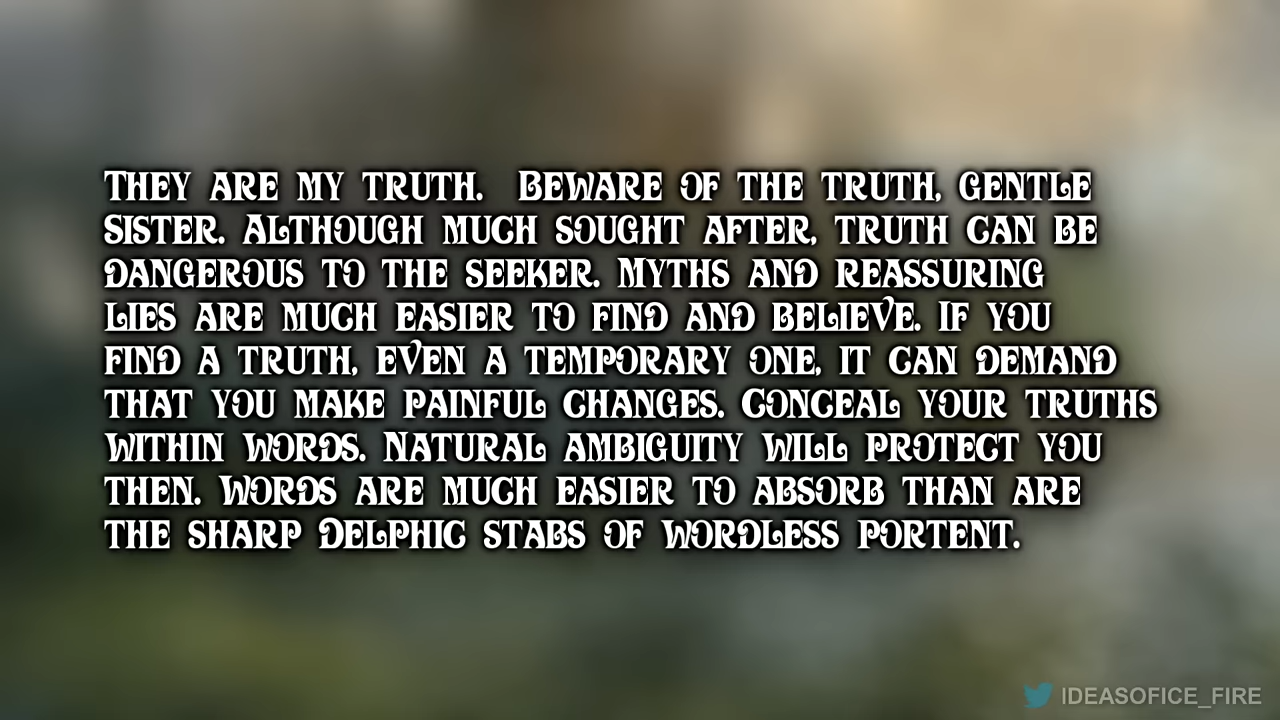 They are my truth. Beware of the truth, gentle
Sister. Although much sought after, truth can be
dangerous to the seeker. Myths and reassuring
lies are much easier to find and believe. If you
find a truth, even a temporary one, it can demand
that you make painful changes. Conceal your truths
within words. Natural ambiguity will protect you
then. Words are much easier to absorb than are
the sharp Delphic stabs of wordless portent.
IDEASOFICE_FIRE